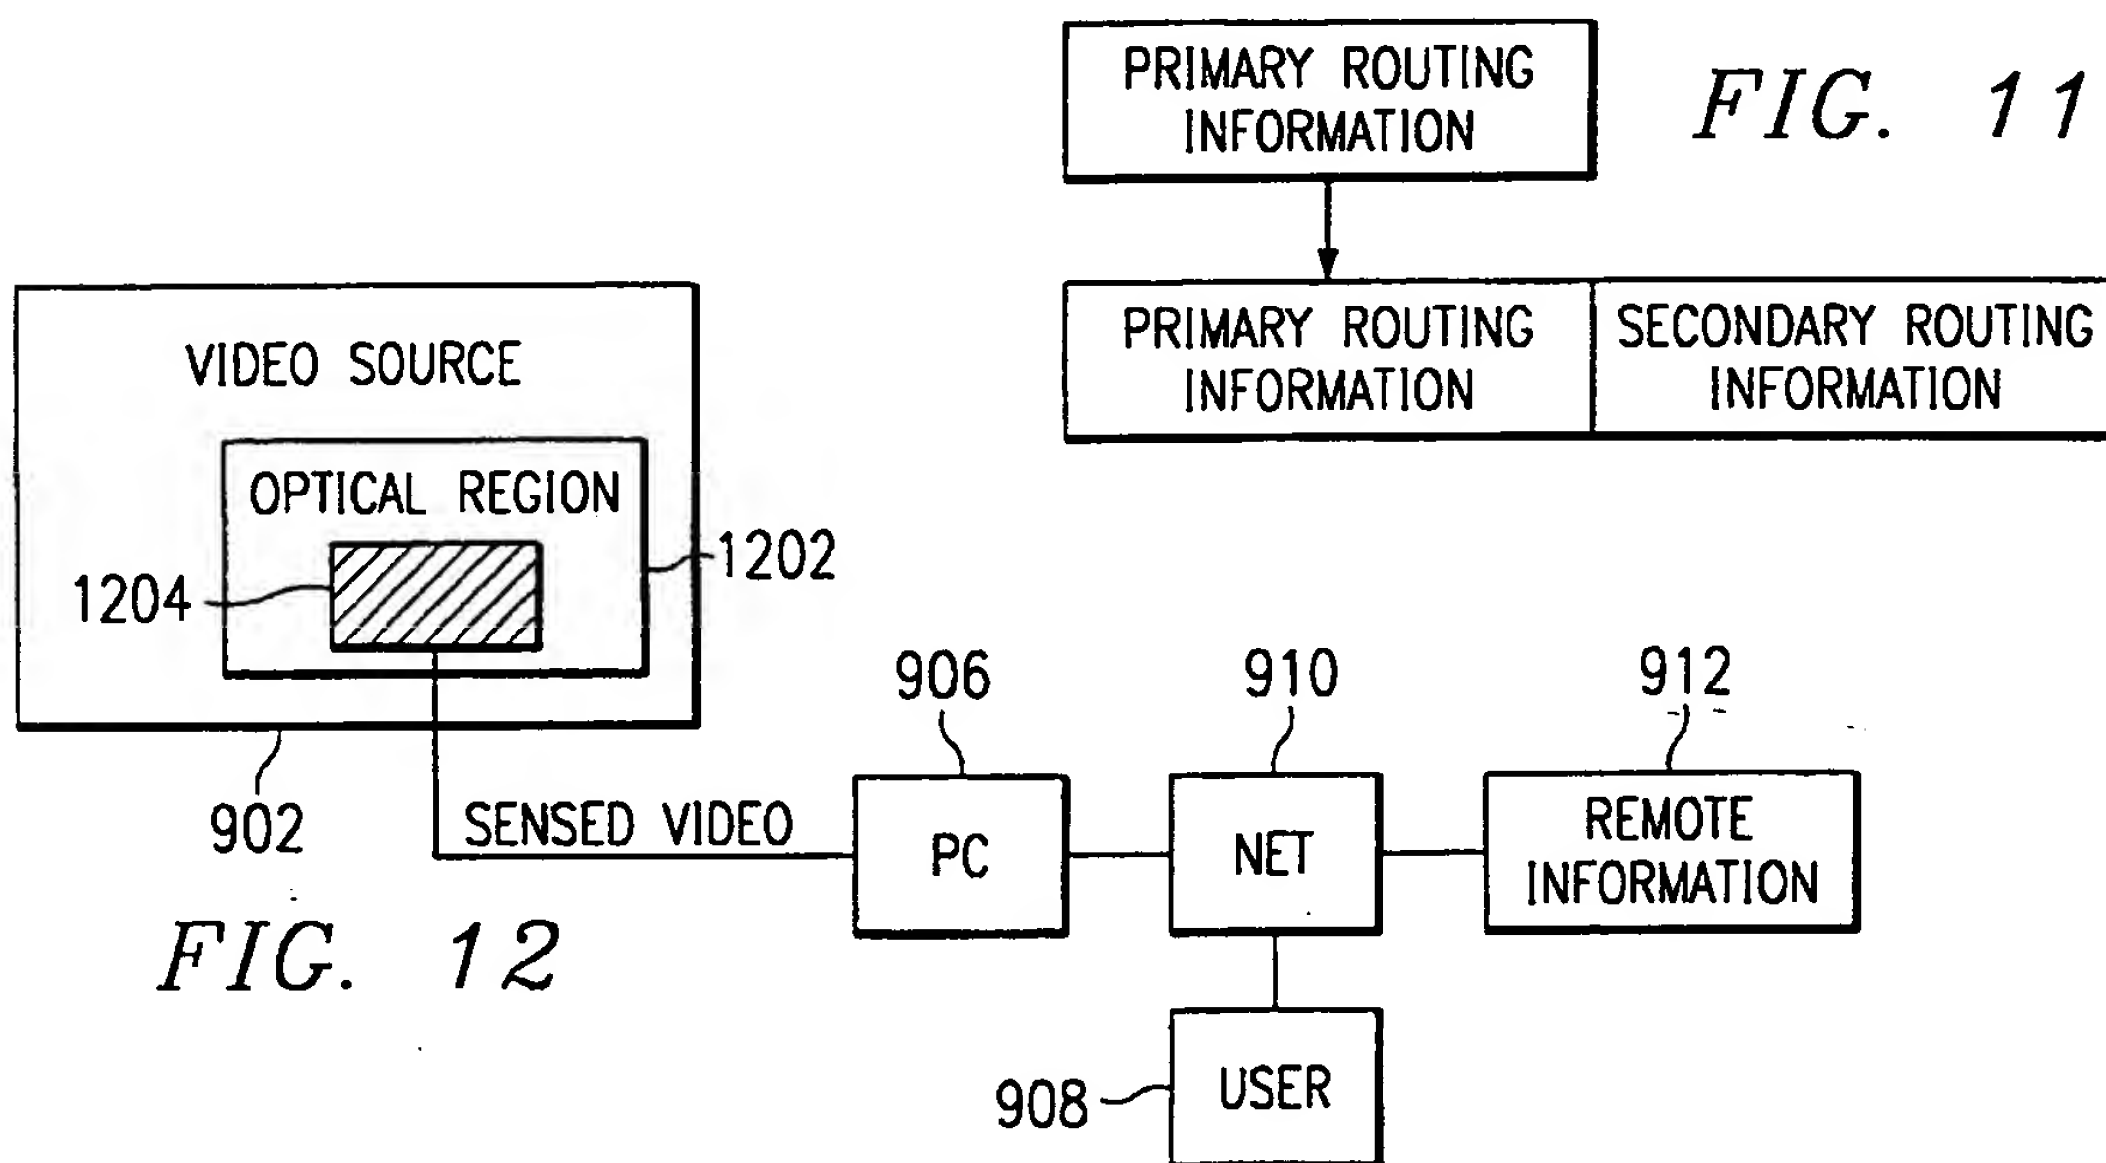 PRIMARY ROUTING
INFORMATION
FIG. 11
PRIMARY ROUTING
INFORMATION
SECONDARY ROUTING
INFORMATION
VIDEO SOURCE
OPTICAL REGION
1202
1204
902
SENSED VIDEO
906
PC
910
NET
912
REMOTE
INFORMATION
908
USER
FIG. 12